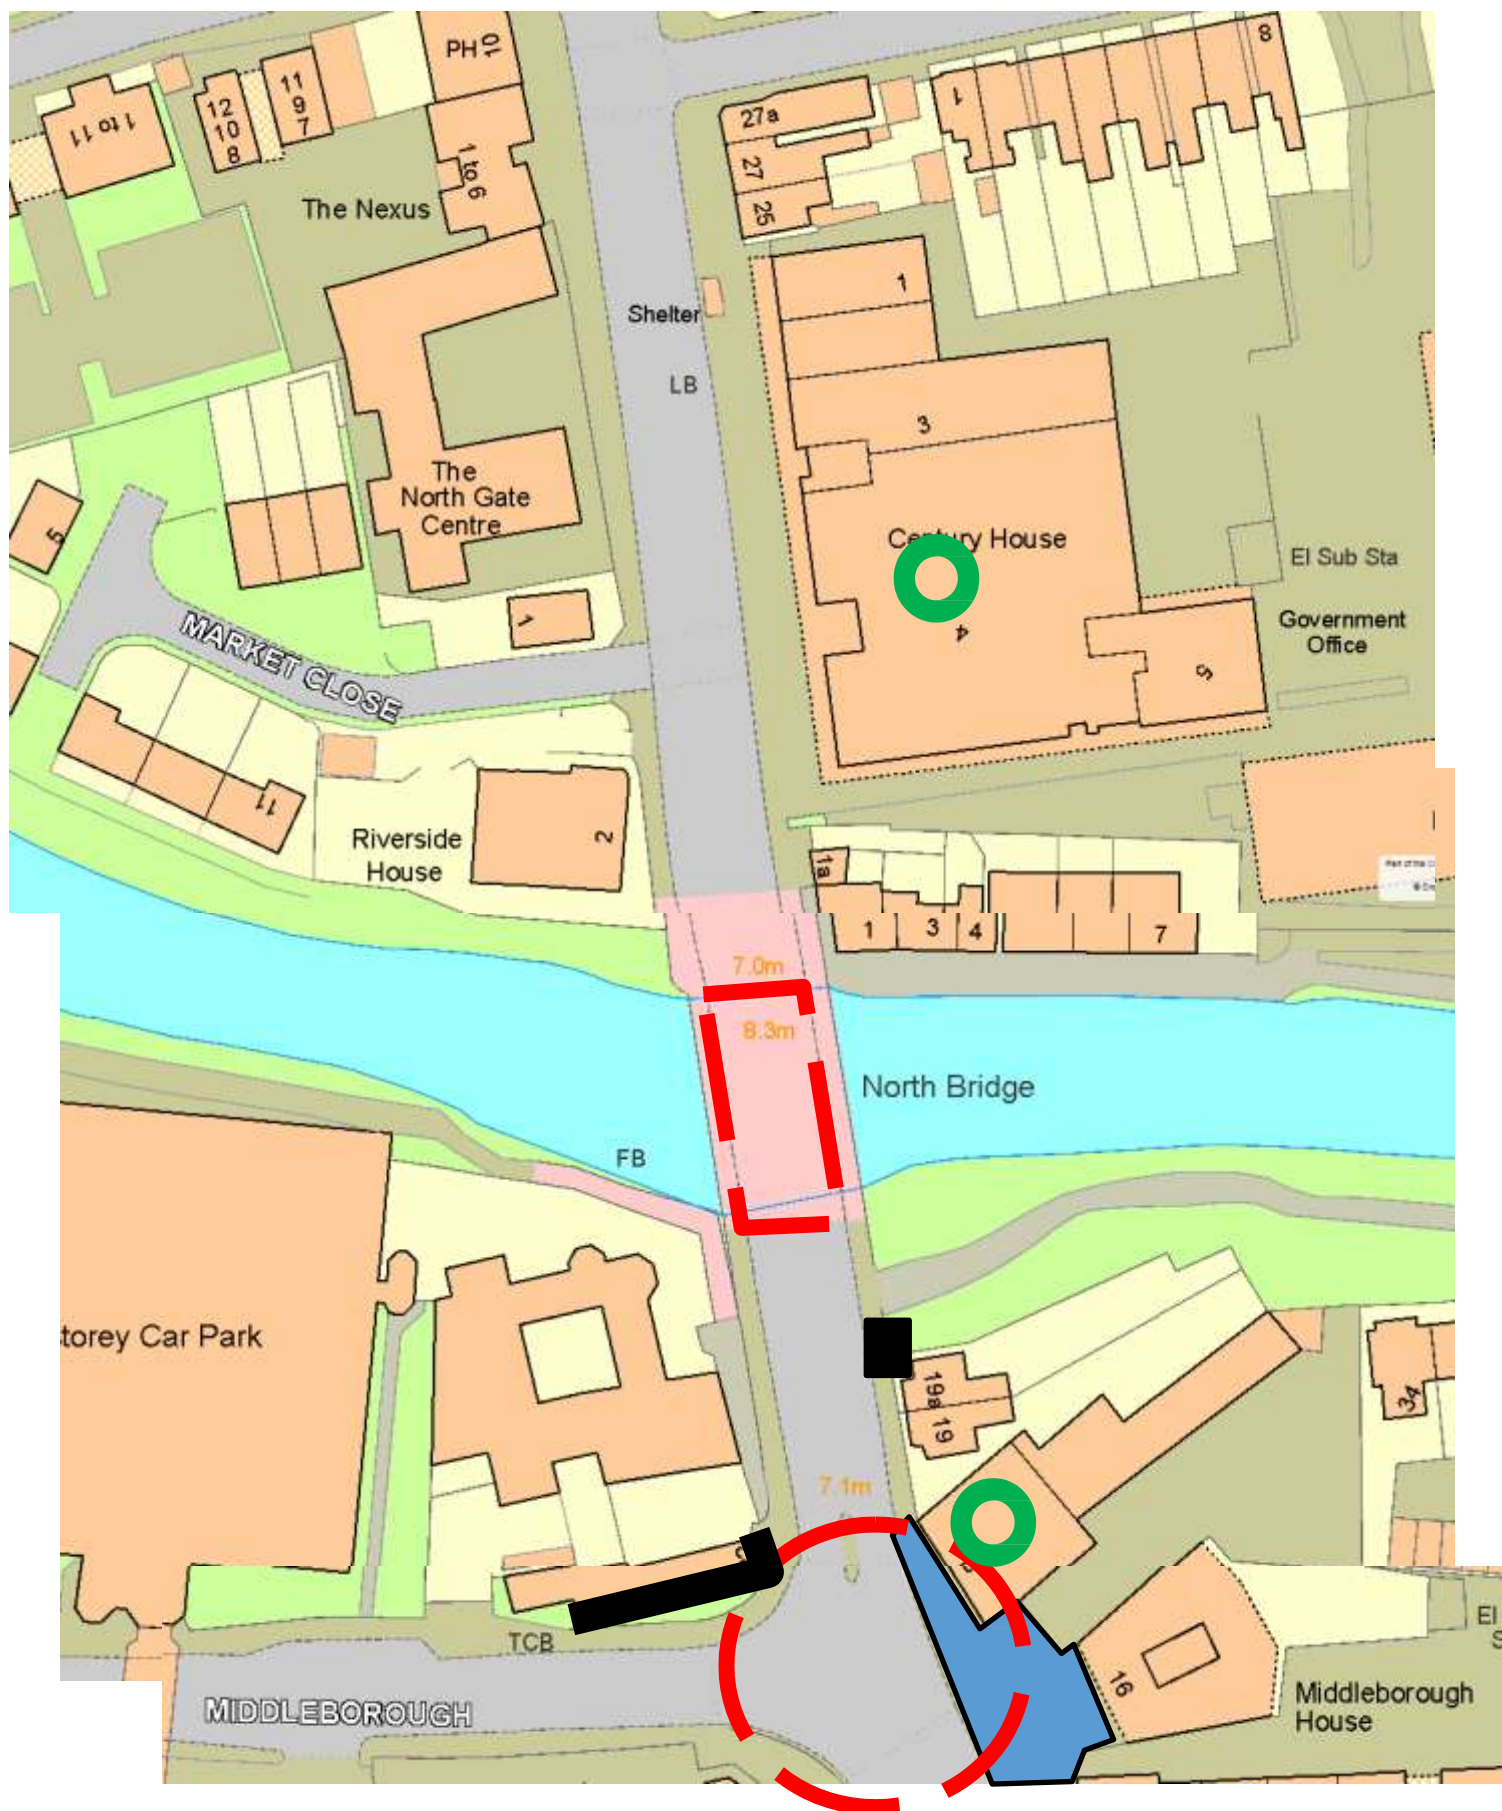 PH
10
12
10
8
11
9
7
1 to 11
1 to 6
The Nexus
27a
27
25
1
8
Shelter
LB
1
3
The
North Gate
Centre
Century House
4
El Sub Sta
Government
Office
5
5
1
MARKET CLOSE
11
Riverside
House
2
1a
1
3
4
7
7.0m
8.3m
North Bridge
FB
storey Car Park
19a
19
34
7.1m
TCB
MIDDLEBOROUGH
16
Middleborough
House
El
S